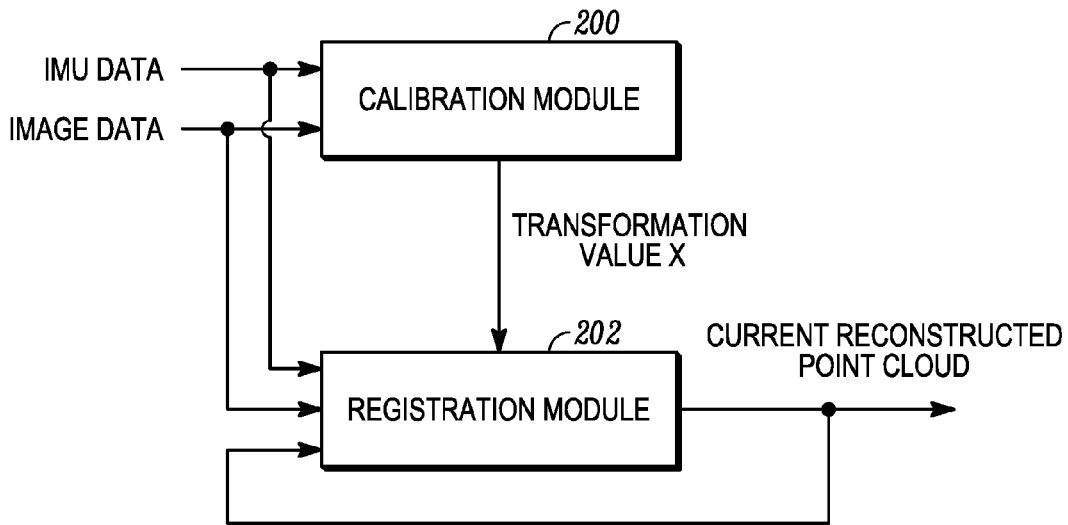 200
IMU DATA
CALIBRATION MODULE
IMAGE DATA
TRANSFORMATION
VALUE X
202
CURRENT RECONSTRUCTED
POINT CLOUD
REGISTRATION MODULE